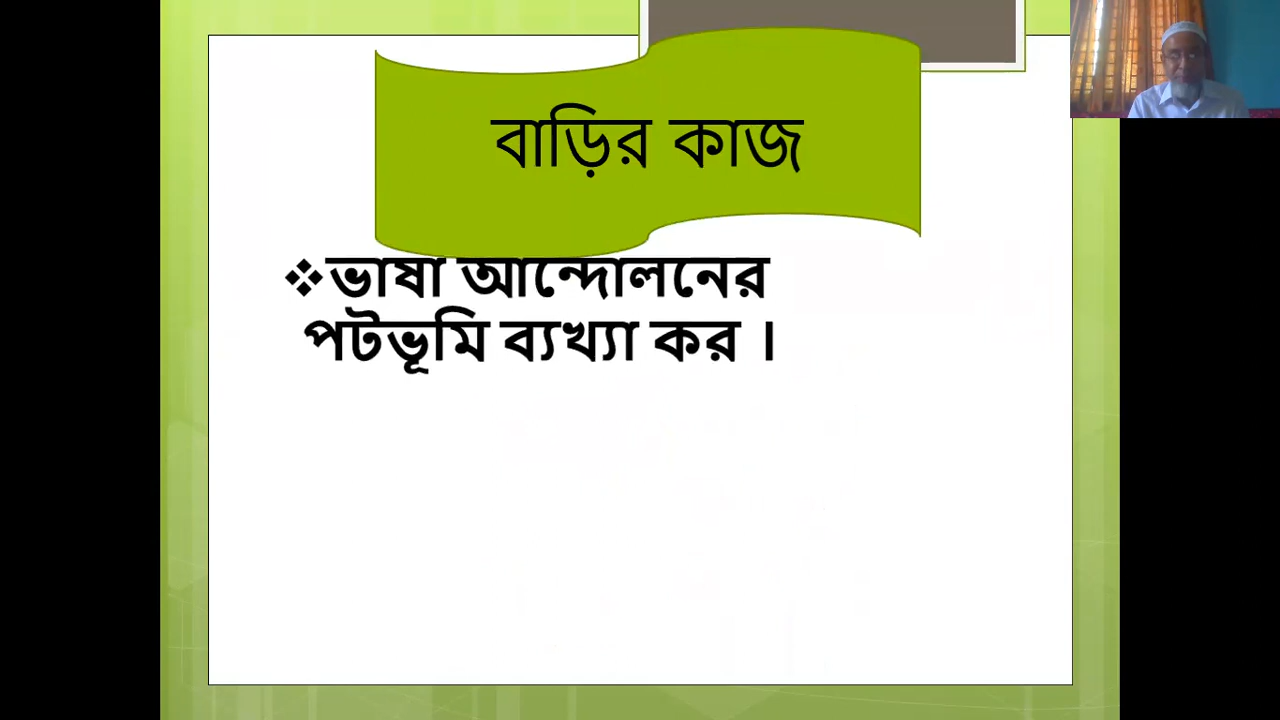 বাড়ির কাজ
❖ভাষা আন্দোলনের
পটভূমি ব্যখ্যা কর ।